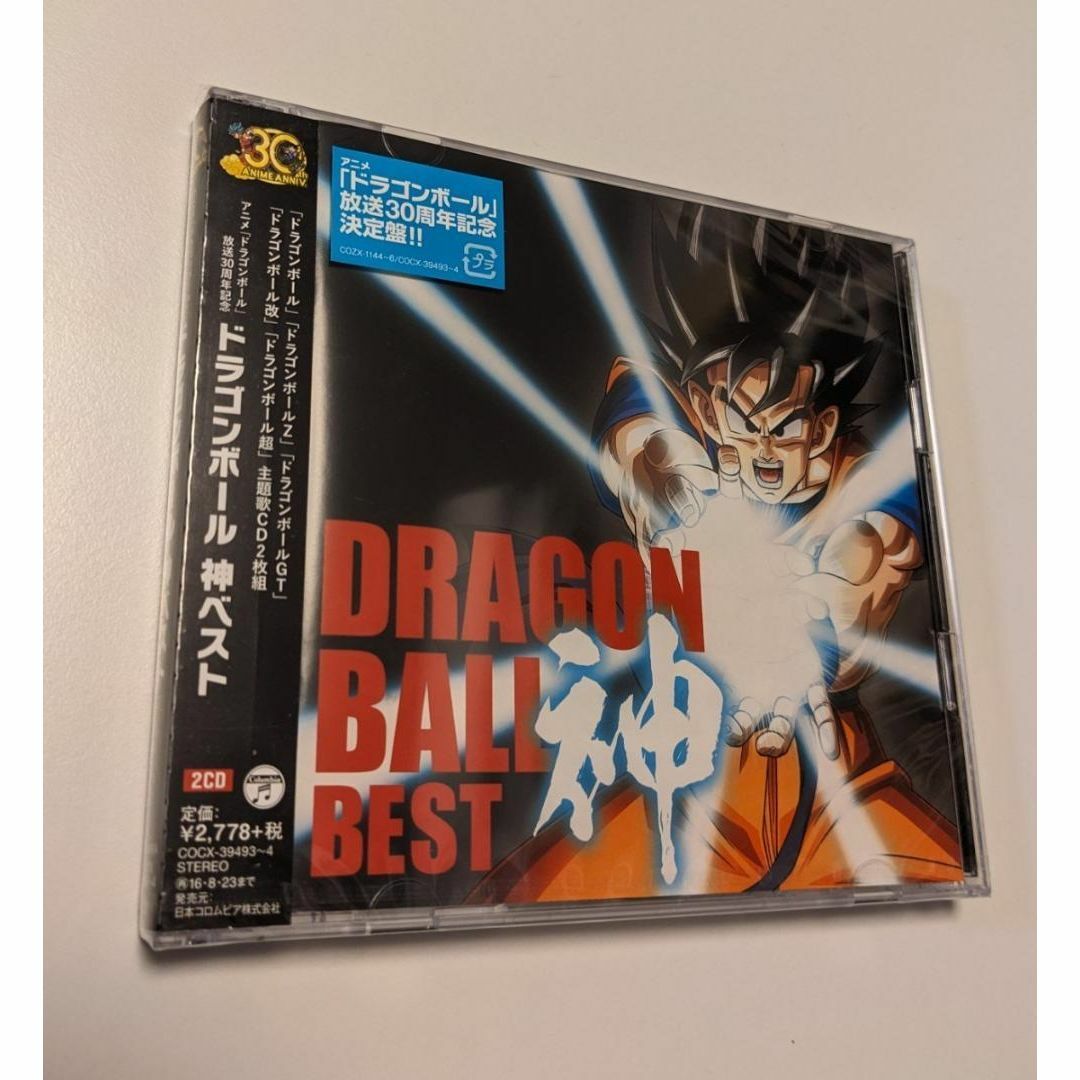 30th
ANIME ANNIV.
アニメ「ドラゴンボール」
放送30周年記念
ドラゴンボール 神ベスト
「ドラゴンボール」「ドラゴンボールZ」「ドラゴンボールGT」
「ドラゴンボール改」「ドラゴンボール超」主題歌CD2枚組
2CD
Columbia
定価:
¥2,778+税
COCX-39493~4
STEREO
Ⓡ16・8・23まで
発売元:
日本コロムビア株式会社
アニメ
「ドラゴンボール」
放送30周年記念
決定盤!!
COZX-1144~6/COCX-39493~4
プラ
DRAGON
BALL
神
BEST